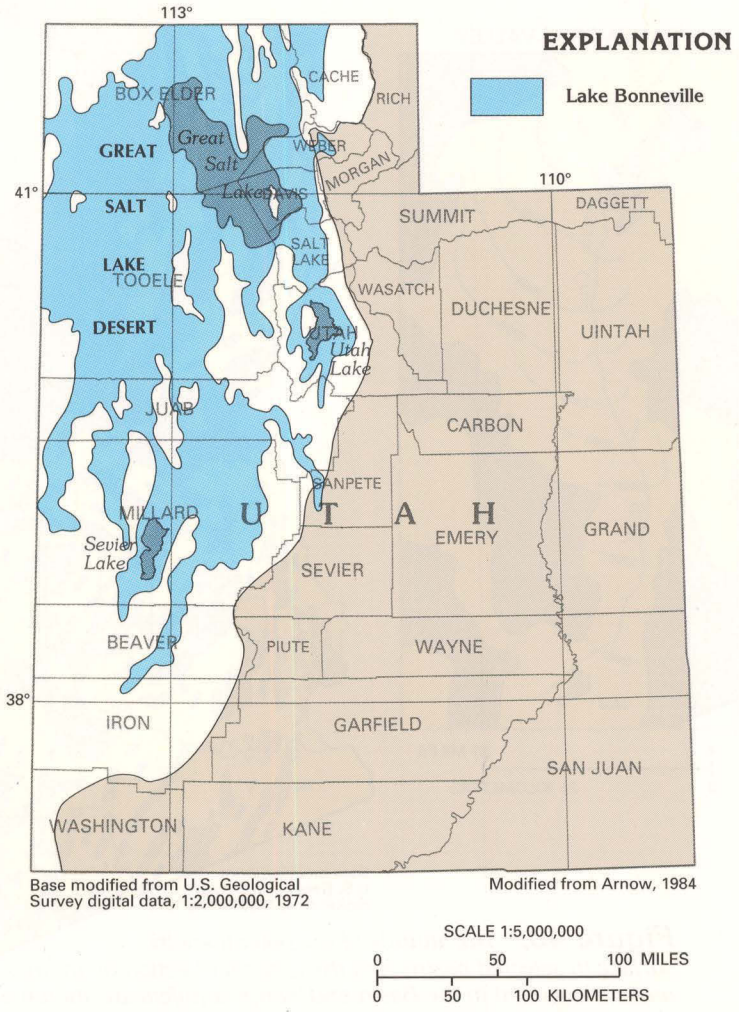 113°
EXPLANATION
Lake Bonneville
CACHE
RICH
BOX ELDER
GREAT
Great
WEBER
Salt
MORGAN
Lake
DAVIS
41°
110°
DAGGETT
SALT
SUMMIT
SALT
LAKE
LAKE
TOOELE
WASATCH
DUCHESNE
DESERT
UTAH
UINTAH
Utah
Lake
JUAB
CARBON
SANPETE
MILLARD
UTAH
EMERY
GRAND
Sevier
Lake
SEVIER
BEAVER
PIUTE
WAYNE
38°
IRON
GARFIELD
SAN JUAN
WASHINGTON
KANE
Base modified from U.S. Geological
Survey digital data, 1:2,000,000, 1972
Modified from Arnow, 1984
SCALE 1:5,000,000
0 50 100 MILES
0 50 100 KILOMETERS